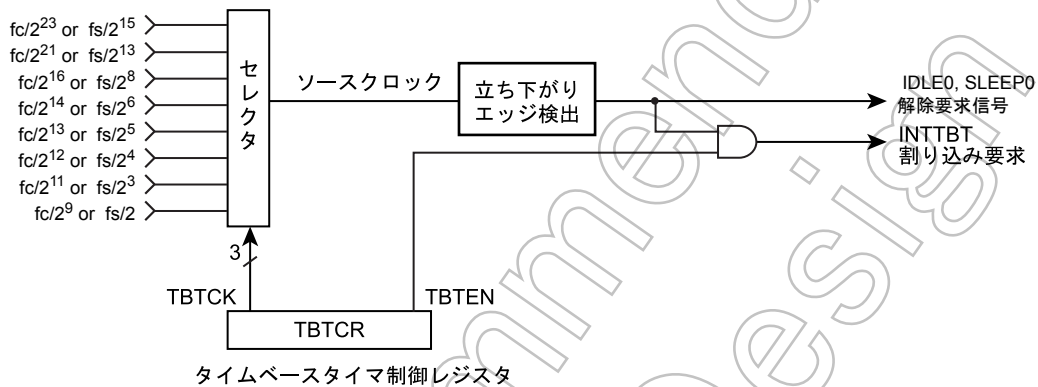 fc/2^23 or fs/2^15
fc/2^21 or fs/2^13
fc/2^16 or fs/2^8
fc/2^14 or fs/2^6
fc/2^13 or fs/2^5
fc/2^12 or fs/2^4
fc/2^11 or fs/2^3
fc/2^9 or fs/2
セレクタ
ソースクロック
立ち下がり
エッジ検出
IDLE0, SLEEP0
解除要求信号
INTTBT
割り込み要求
3
TBTCK
TBTEN
TBTCR
タイムベースタイマ制御レジスタ